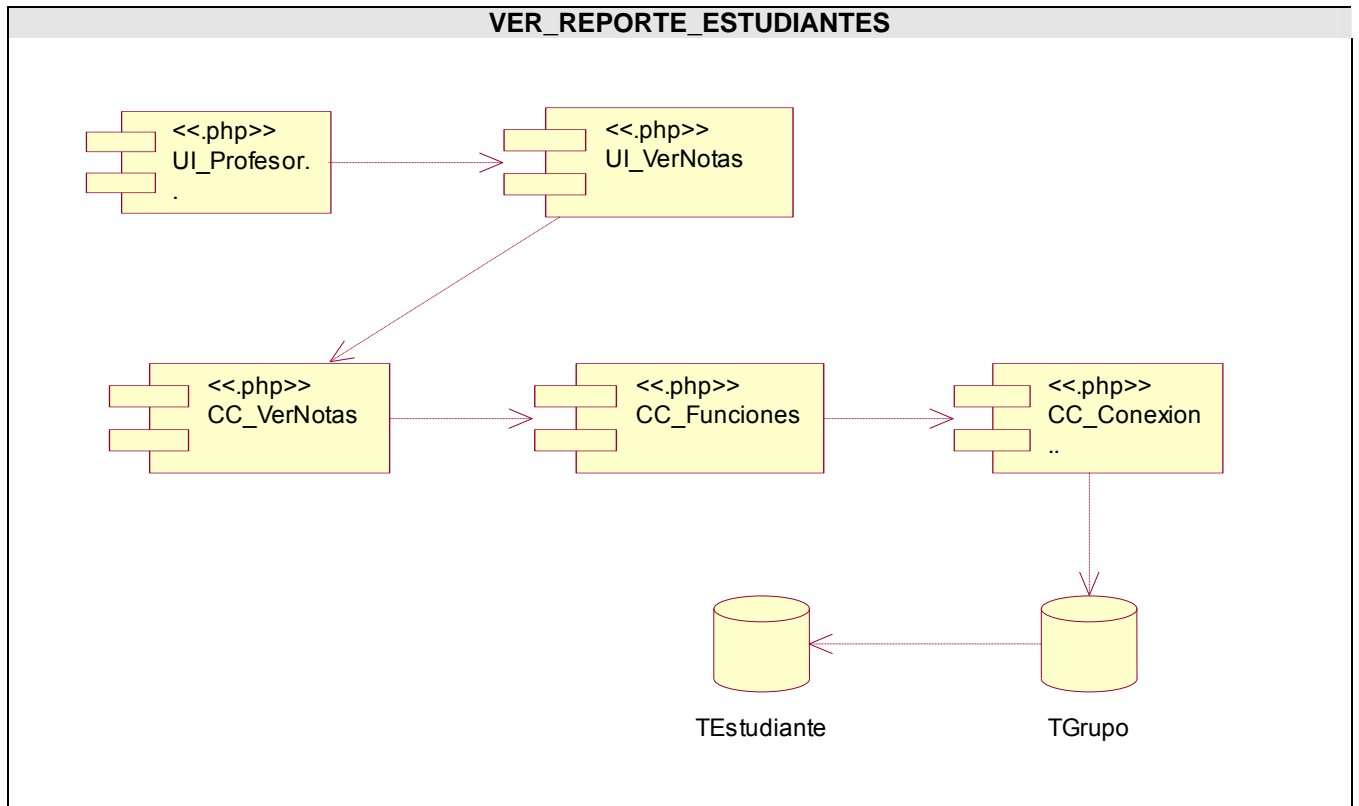 VER_REPORTE_ESTUDIANTES
<<.php>>
UI_Profesor.
.
<<.php>>
UI_VerNotas
<<.php>>
CC_VerNotas
<<.php>>
CC_Funciones
<<.php>>
CC_Conexion
..
TEstudiante
TGrupo